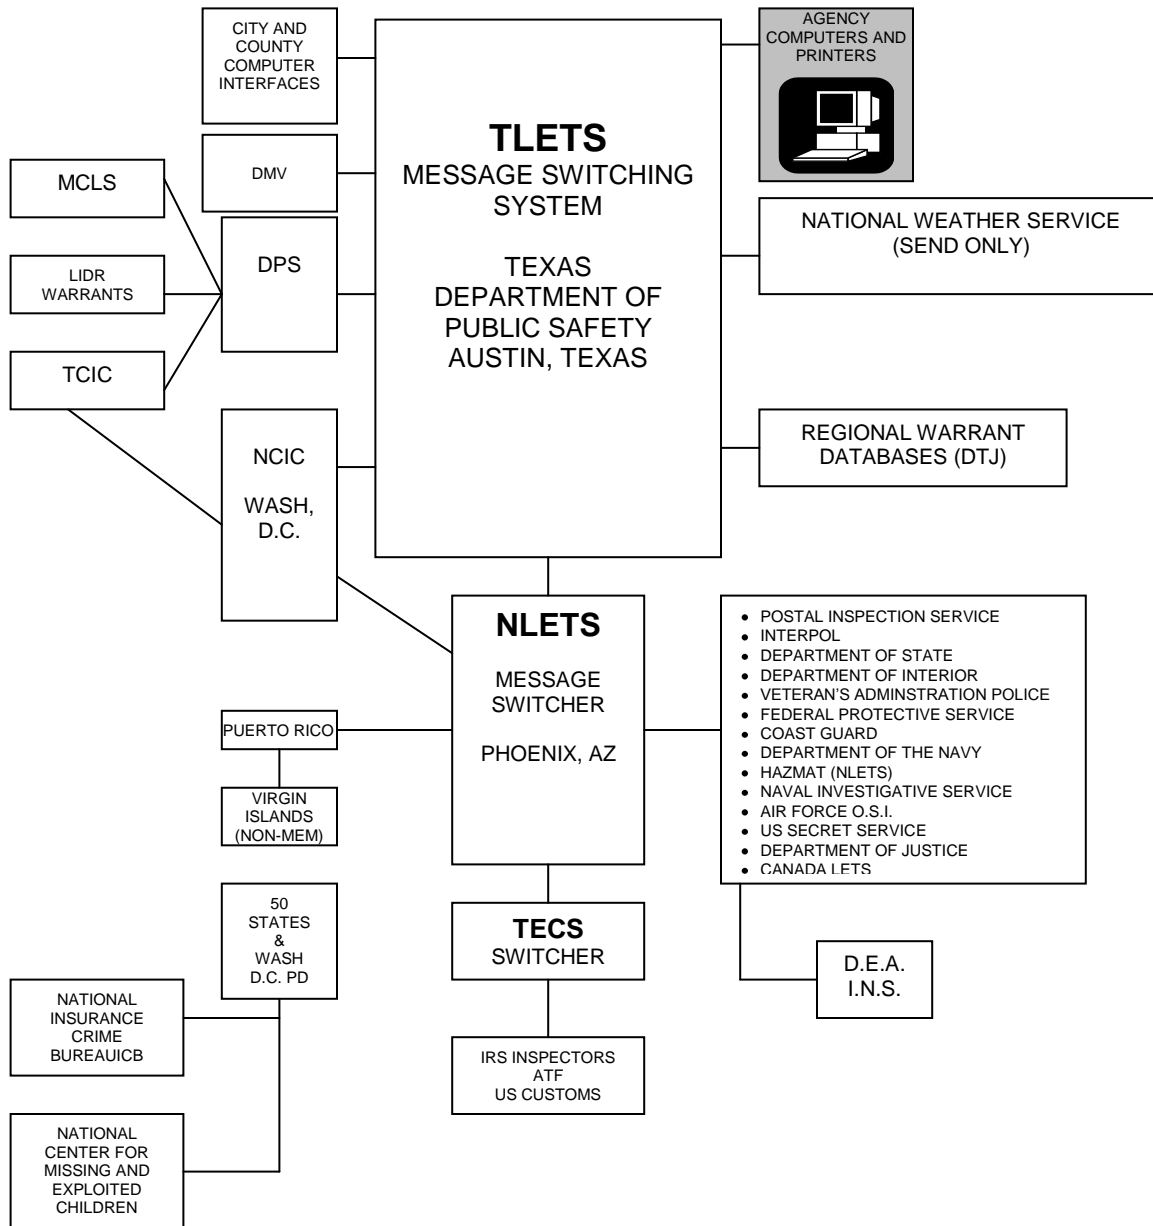 CITY AND
COUNTY
COMPUTER
INTERFACES
DMV
MCLS
LIDR
WARRANTS
TCIC
DPS
TLETS
MESSAGE SWITCHING
SYSTEM
TEXAS
DEPARTMENT OF
PUBLIC SAFETY
AUSTIN, TEXAS
AGENCY
COMPUTERS AND
PRINTERS
NATIONAL WEATHER SERVICE
(SEND ONLY)
REGIONAL WARRANT
DATABASES (DTJ)
NCIC
WASH,
D.C.
NLETS
MESSAGE
SWITCHER
PHOENIX, AZ
• POSTAL INSPECTION SERVICE
• INTERPOL
• DEPARTMENT OF STATE
• DEPARTMENT OF INTERIOR
• VETERAN'S ADMINSTRATION POLICE
• FEDERAL PROTECTIVE SERVICE
• COAST GUARD
• DEPARTMENT OF THE NAVY
• HAZMAT (NLETS)
• NAVAL INVESTIGATIVE SERVICE
• AIR FORCE O.S.I.
• US SECRET SERVICE
• DEPARTMENT OF JUSTICE
• CANADA LETS
PUERTO RICO
VIRGIN
ISLANDS
(NON-MEM)
50
STATES
&
WASH
D.C. PD
TECS
SWITCHER
D.E.A.
I.N.S.
NATIONAL
INSURANCE
CRIME
BUREAUICB
IRS INSPECTORS
ATF
US CUSTOMS
NATIONAL
CENTER FOR
MISSING AND
EXPLOITED
CHILDREN